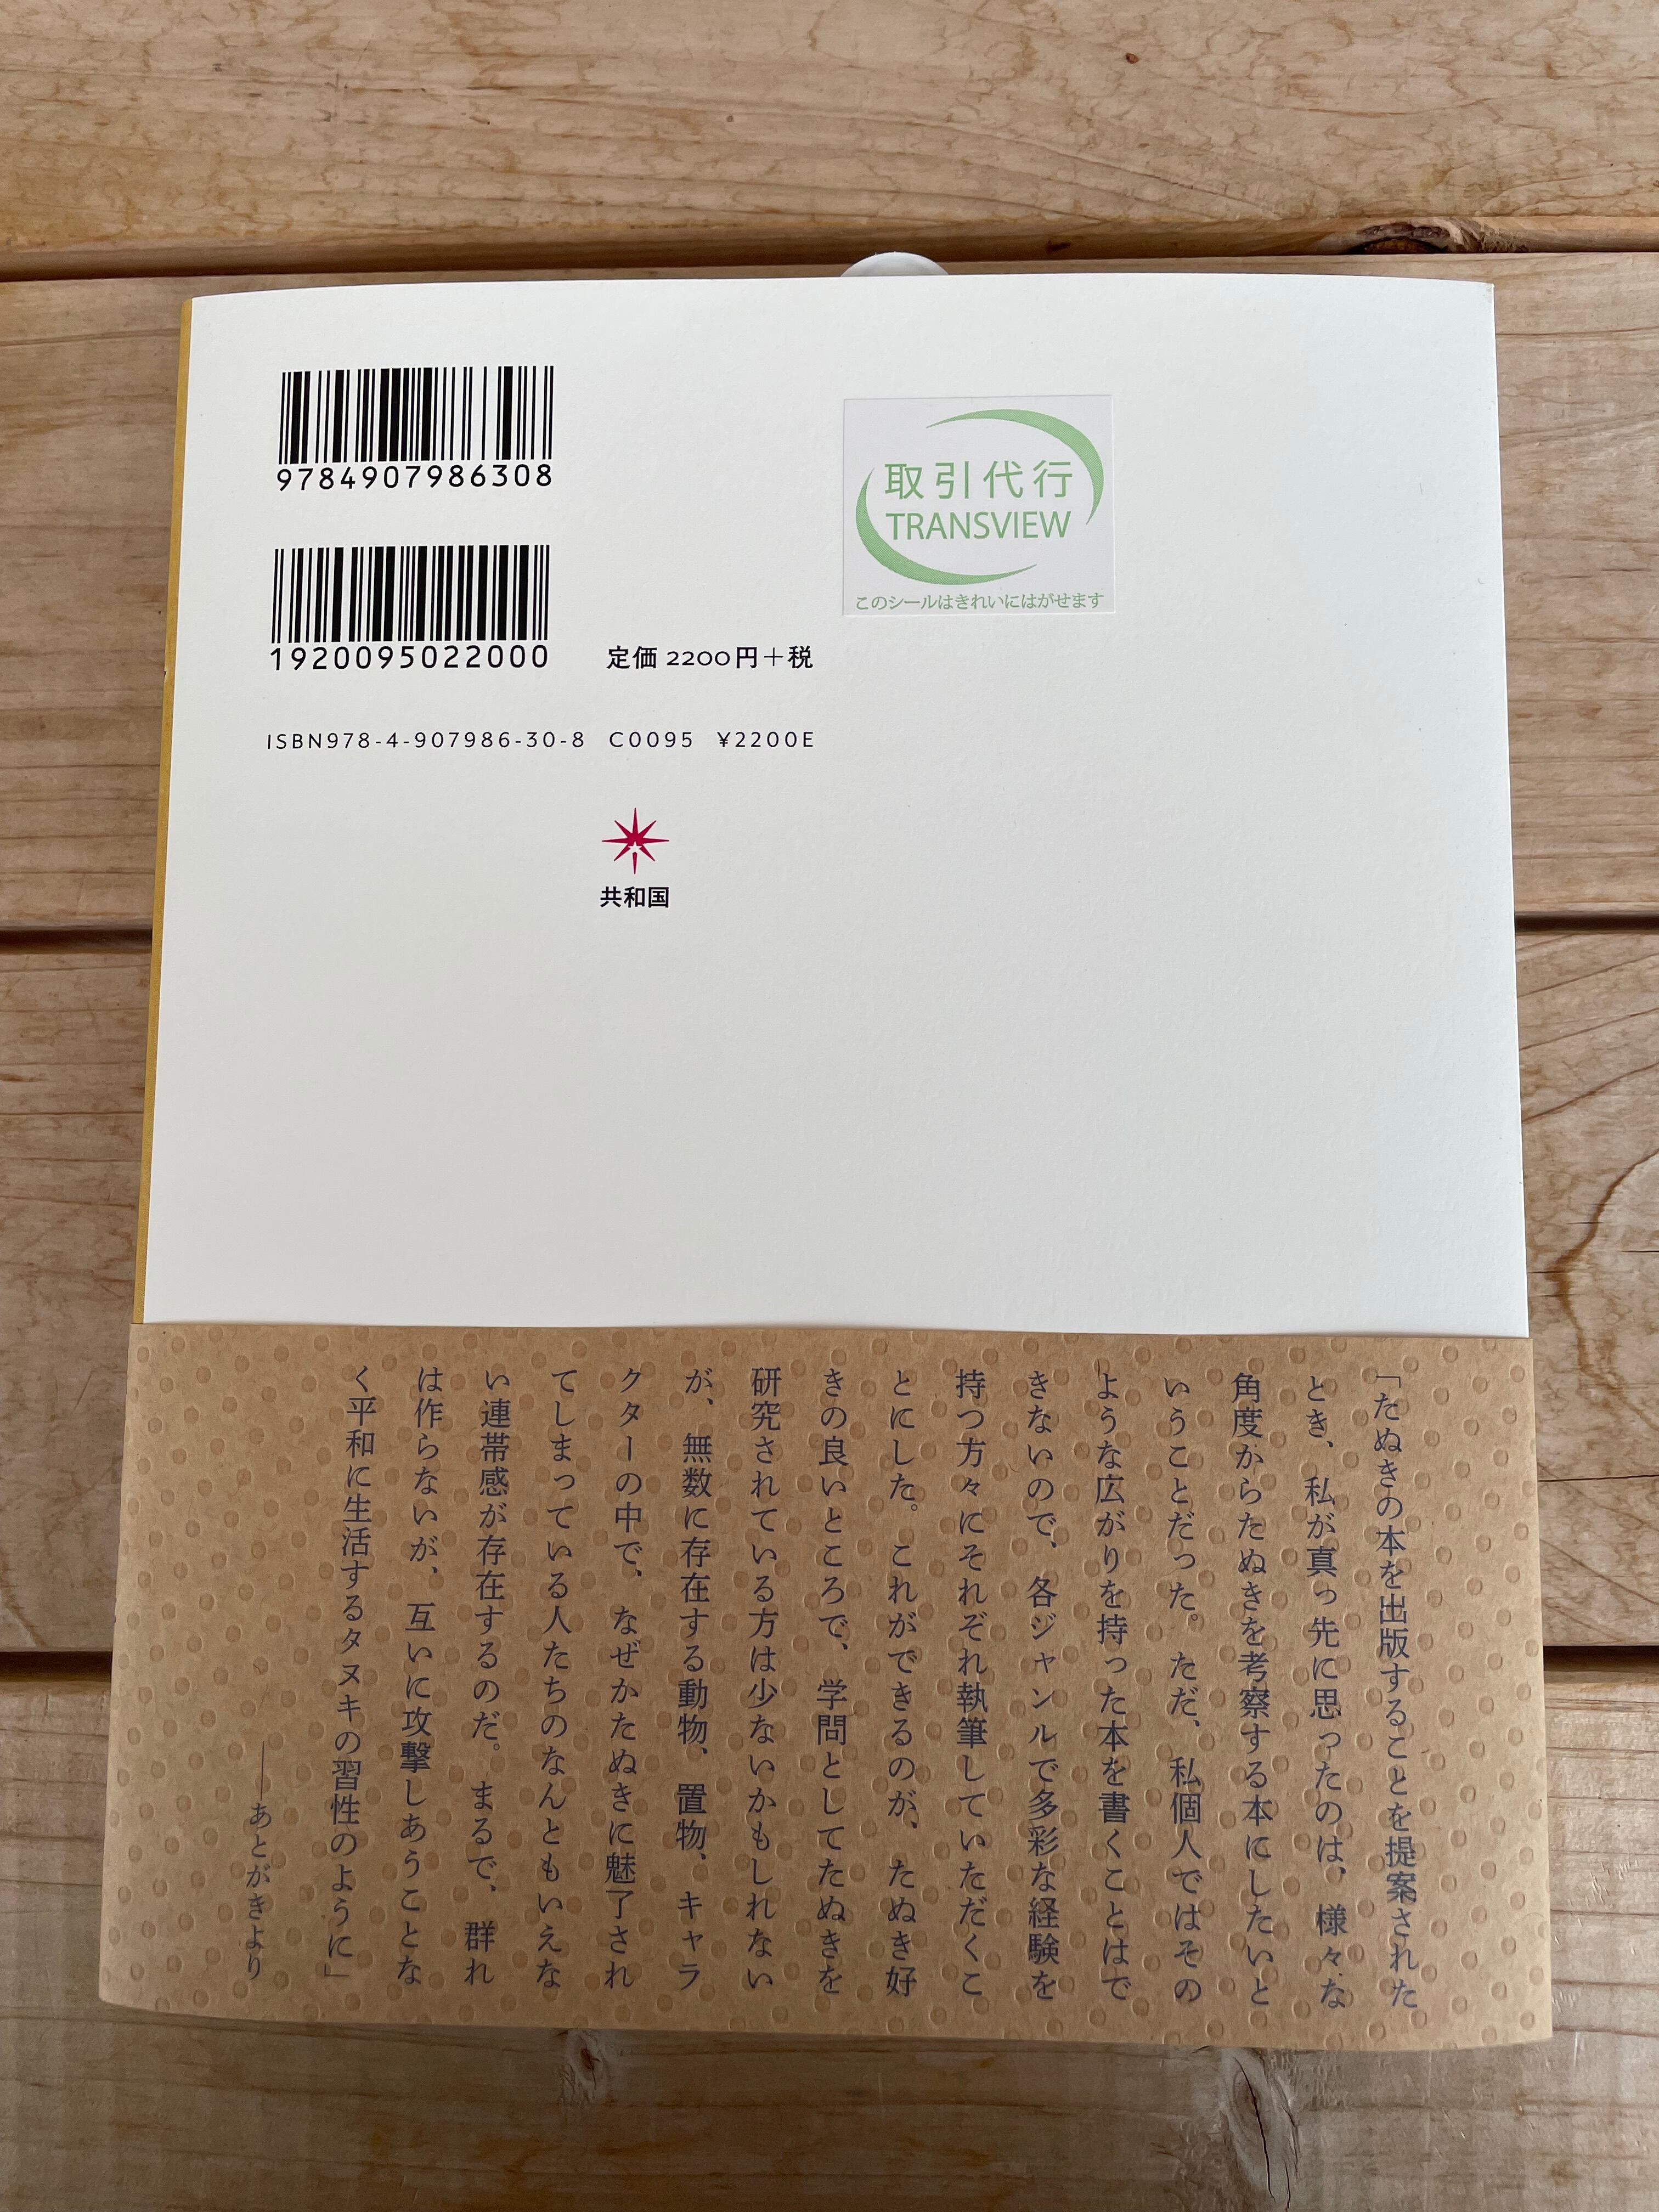 9784907986308
1920095022000
定価 2200円+税
ISBN978-4-907986-30-8 C0095 ¥2200E
共和国
取引代行
TRANSVIEW
このシールはきれいにはがせます
「たぬきの本を出版することを提案された
とき、私が真っ先に思ったのは、様々な
角度からたぬきを考察する本にしたいと
いうことだった。ただ、私個人ではその
ような広がりを持った本を書くことはで
きないので、各ジャンルで多彩な経験を
持つ方々にそれぞれ執筆していただくこ
とにした。これができるのが、たぬき好
きの良いところで、学問としてたぬきを
研究されている方は少ないかもしれない
が、無数に存在する動物、置物、キャラ
クターの中で、なぜかたぬきに魅了され
てしまっている人たちのなんともいえな
い連帯感が存在するのだ。まるで、群れ
は作らないが、互いに攻撃しあうことな
く平和に生活するタヌキの習性のように」
──あとがきより